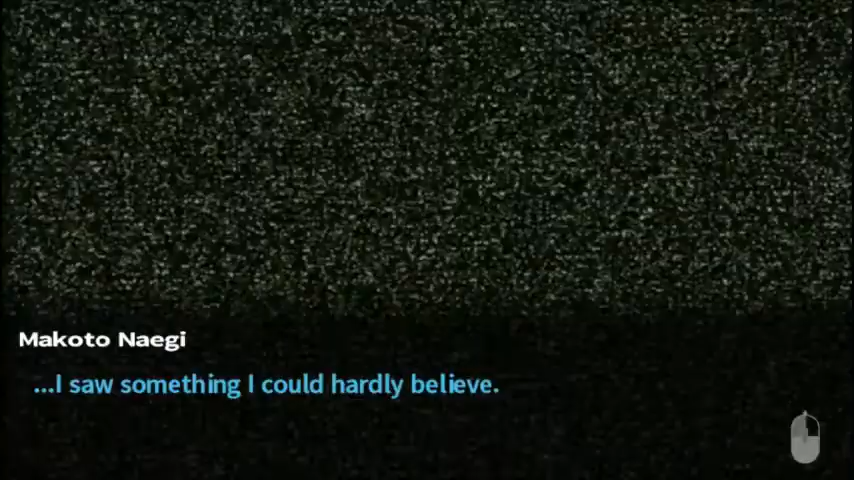 Makoto Naegi
...I saw something I could hardly believe.